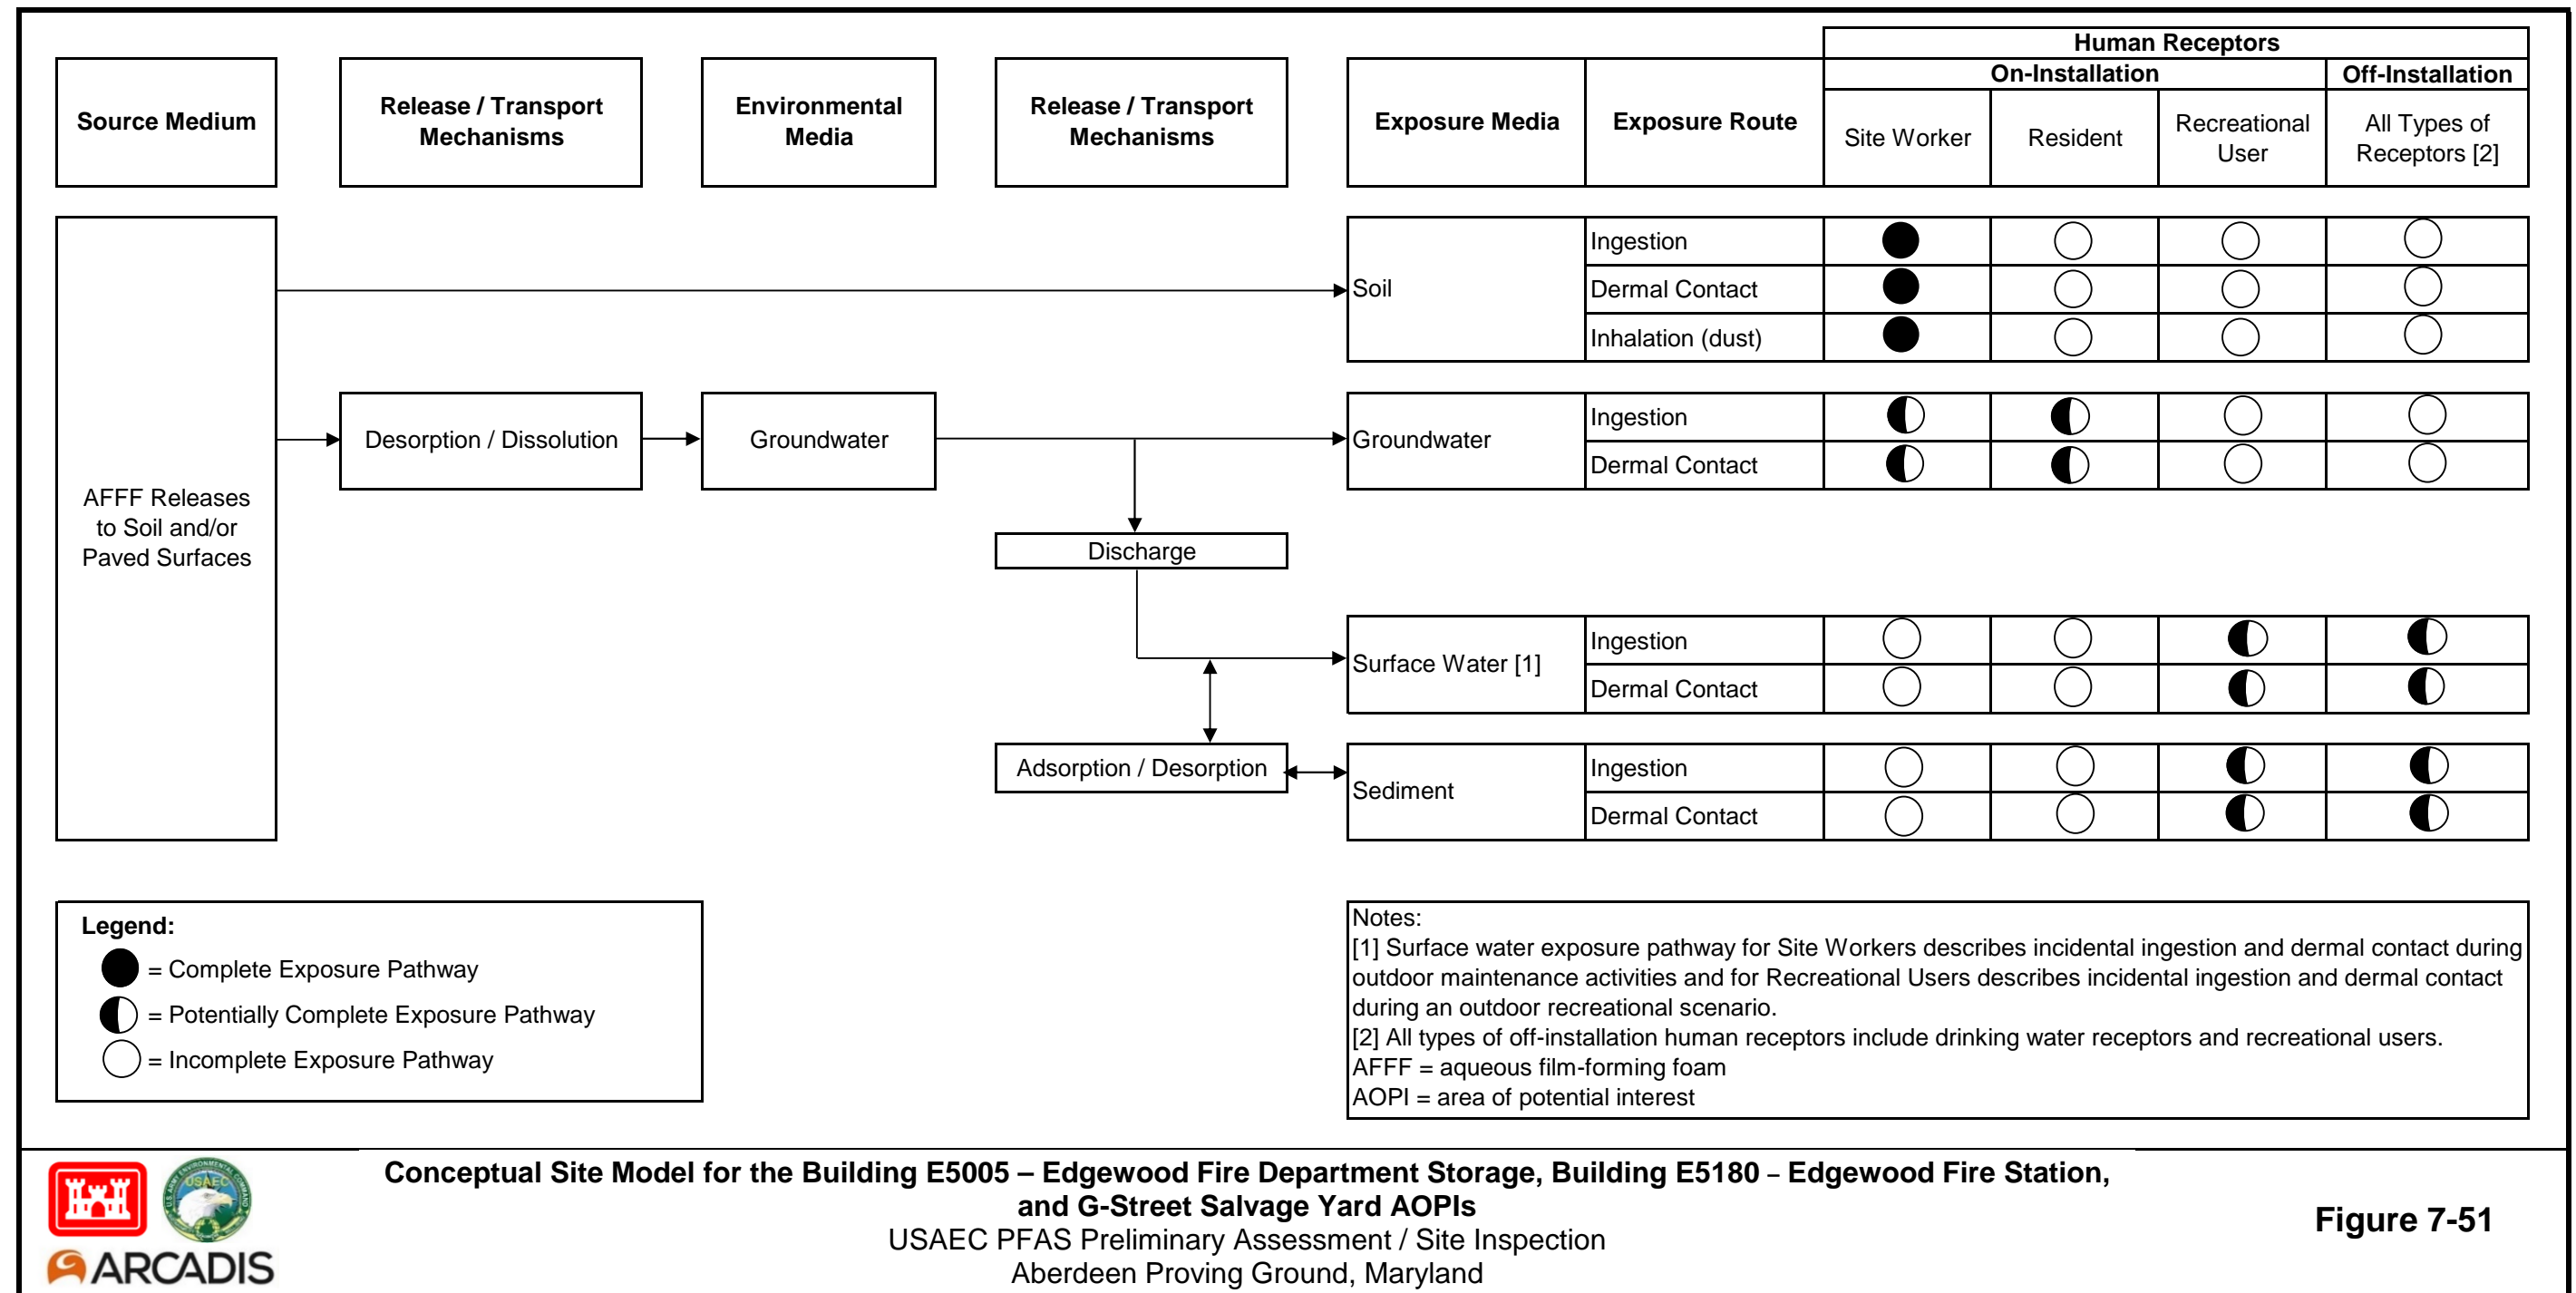 Human Receptors
On-Installation
Off-Installation
Source Medium
Release / Transport
Mechanisms
Environmental
Media
Release / Transport
Mechanisms
Exposure Media
Exposure Route
Site Worker
Resident
Recreational
User
All Types of
Receptors [2]
AFFF Releases
to Soil and/or
Paved Surfaces
Soil
Ingestion
Dermal Contact
Inhalation (dust)
Desorption / Dissolution
Groundwater
Groundwater
Ingestion
Dermal Contact
Discharge
Surface Water [1]
Ingestion
Dermal Contact
Adsorption / Desorption
Sediment
Ingestion
Dermal Contact
Legend:
= Complete Exposure Pathway
= Potentially Complete Exposure Pathway
= Incomplete Exposure Pathway
Notes:
[1] Surface water exposure pathway for Site Workers describes incidental ingestion and dermal contact during
outdoor maintenance activities and for Recreational Users describes incidental ingestion and dermal contact
during an outdoor recreational scenario.
[2] All types of off-installation human receptors include drinking water receptors and recreational users.
AFFF = aqueous film-forming foam
AOPI = area of potential interest
USAEC
ARCADIS
Conceptual Site Model for the Building E5005 – Edgewood Fire Department Storage, Building E5180 – Edgewood Fire Station,
and G-Street Salvage Yard AOPIs
USAEC PFAS Preliminary Assessment / Site Inspection
Aberdeen Proving Ground, Maryland
Figure 7-51